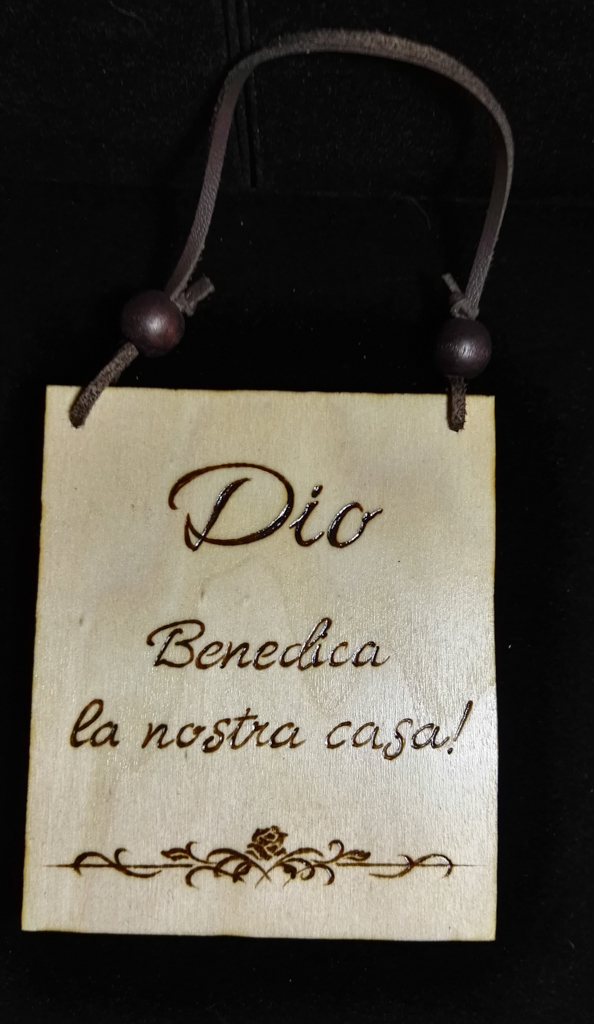 Dio
Benedica
la nostra casa!